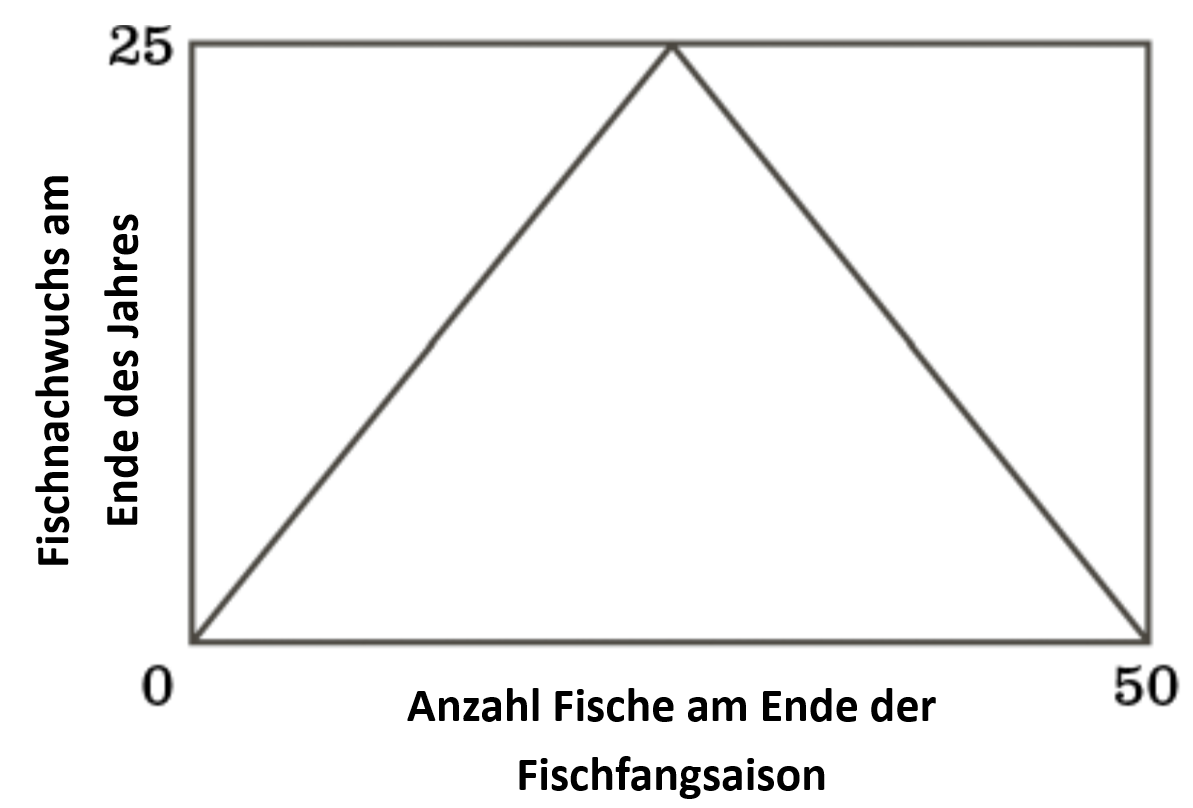 25
Fischnachwuchs am
Ende des Jahres
0
50
Anzahl Fische am Ende der
Fischfangsaison